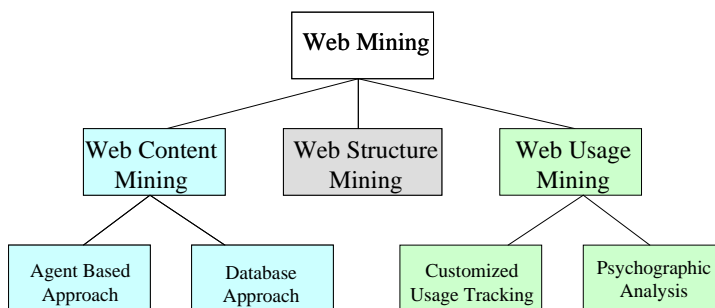 Web Mining
Web Content
Mining
Web Structure
Mining
Web Usage
Mining
Agent Based
Approach
Database
Approach
Customized
Usage Tracking
Psychographic
Analysis